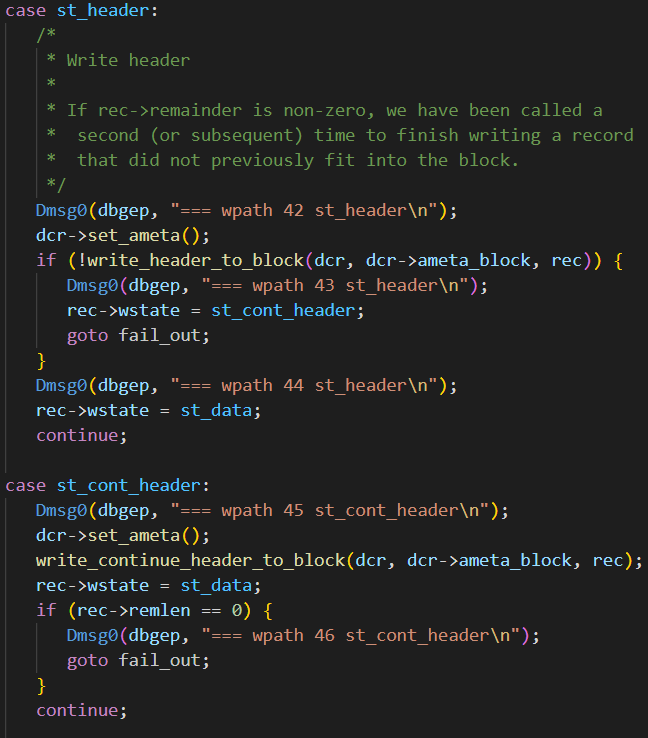 case st_header:
/*
* Write header
*
* If rec->remainder is non-zero, we have been called a
*  second (or subsequent) time to finish writing a record
*  that did not previously fit into the block.
*/
Dmsg0(dbgep, "=== wpath 42 st_header\n");
dcr->set_ameta();
if (!write_header_to_block(dcr, dcr->ameta_block, rec)) {
Dmsg0(dbgep, "=== wpath 43 st_header\n");
rec->wstate = st_cont_header;
goto fail_out;
}
Dmsg0(dbgep, "=== wpath 44 st_header\n");
rec->wstate = st_data;
continue;
case st_cont_header:
Dmsg0(dbgep, "=== wpath 45 st_cont_header\n");
dcr->set_ameta();
write_continue_header_to_block(dcr, dcr->ameta_block, rec);
rec->wstate = st_data;
if (rec->remlen == 0) {
Dmsg0(dbgep, "=== wpath 46 st_cont_header\n");
goto fail_out;
}
continue;